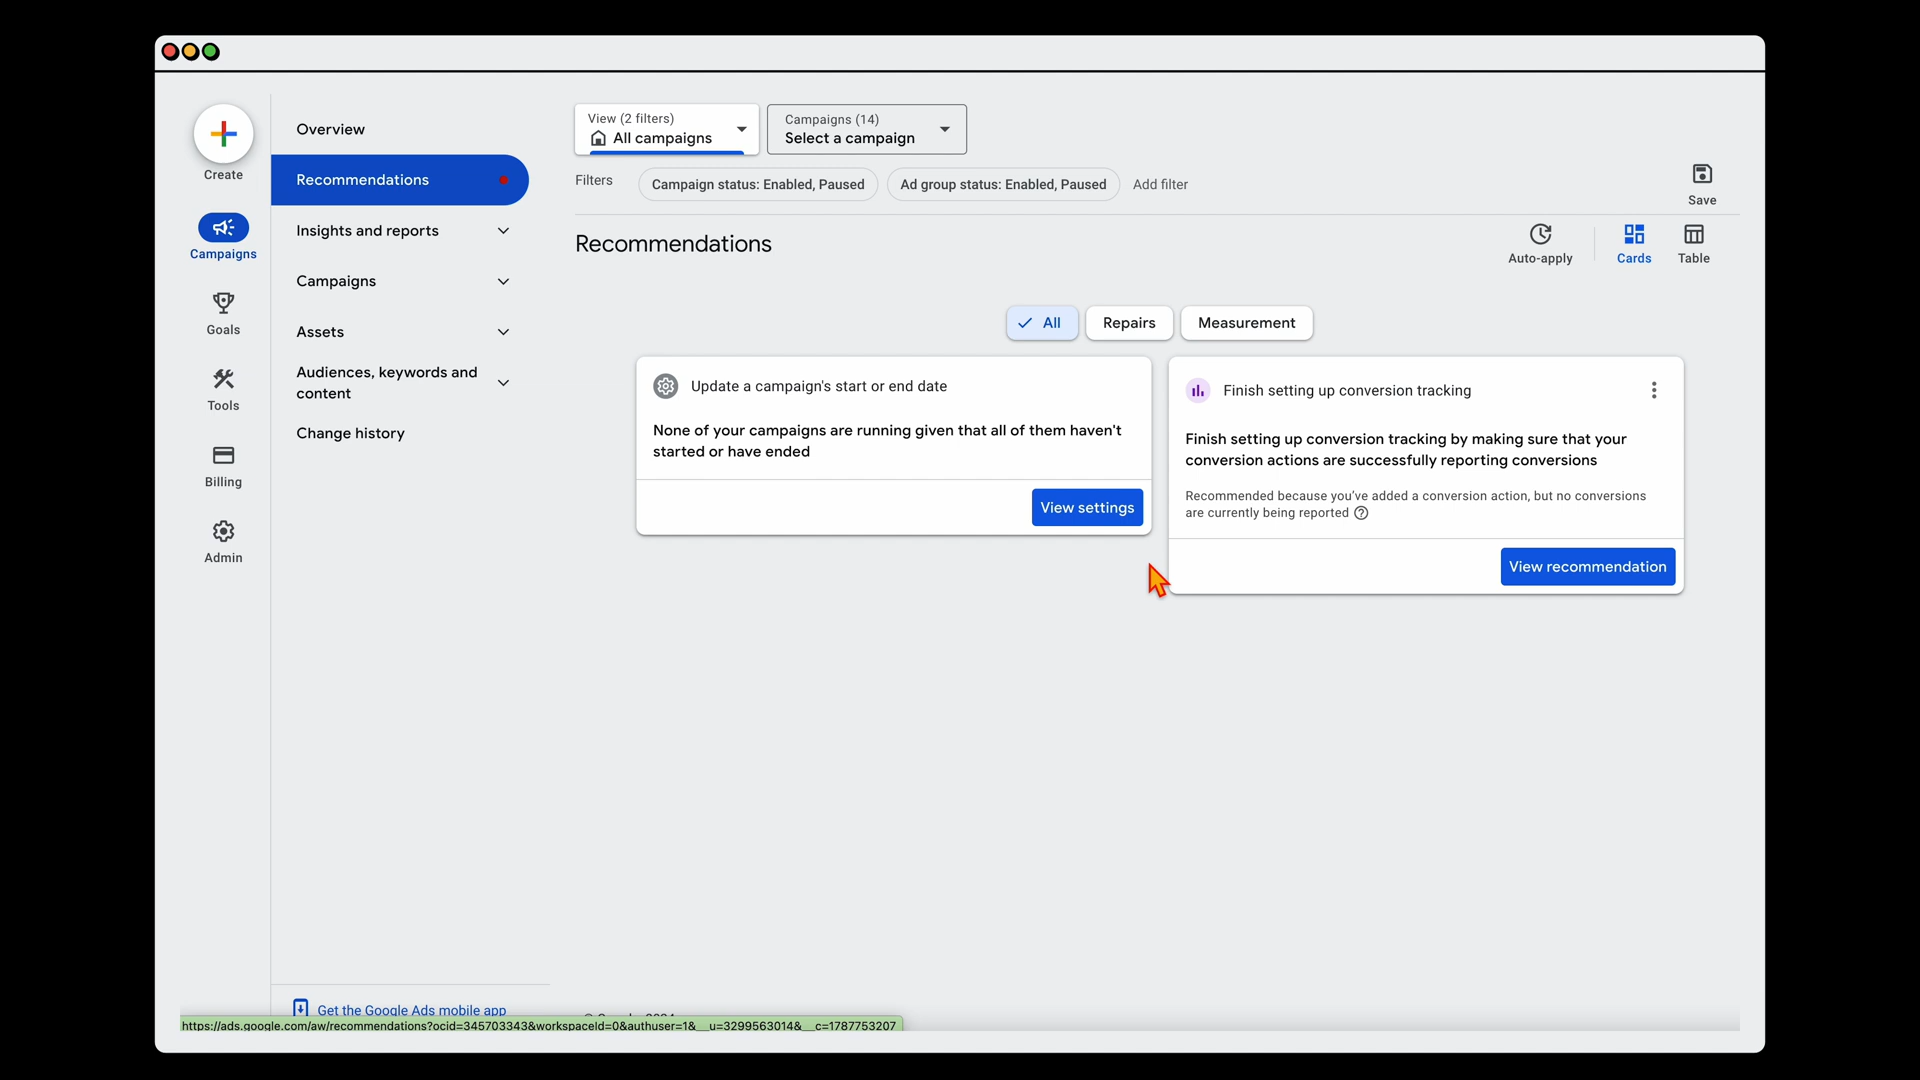 Create
Campaigns
Goals
Tools
Billing
Admin
Overview
Recommendations
Insights and reports
Campaigns
Assets
Audiences, keywords and
content
Change history
Get the Google Ads mobile app
View (2 filters)
All campaigns
Campaigns (14)
Select a campaign
Filters
Campaign status: Enabled, Paused
Ad group status: Enabled, Paused
Add filter
Save
Recommendations
Auto-apply
Cards
Table
All
Repairs
Measurement
Update a campaign's start or end date
None of your campaigns are running given that all of them haven't
started or have ended
View settings
Finish setting up conversion tracking
Finish setting up conversion tracking by making sure that your
conversion actions are successfully reporting conversions
Recommended because you've added a conversion action, but no conversions
are currently being reported
View recommendation
https://ads.google.com/aw/recommendations?ocid=345703343&workspaceId=0&authuser=1&__u=3299563014&__c=1787753207